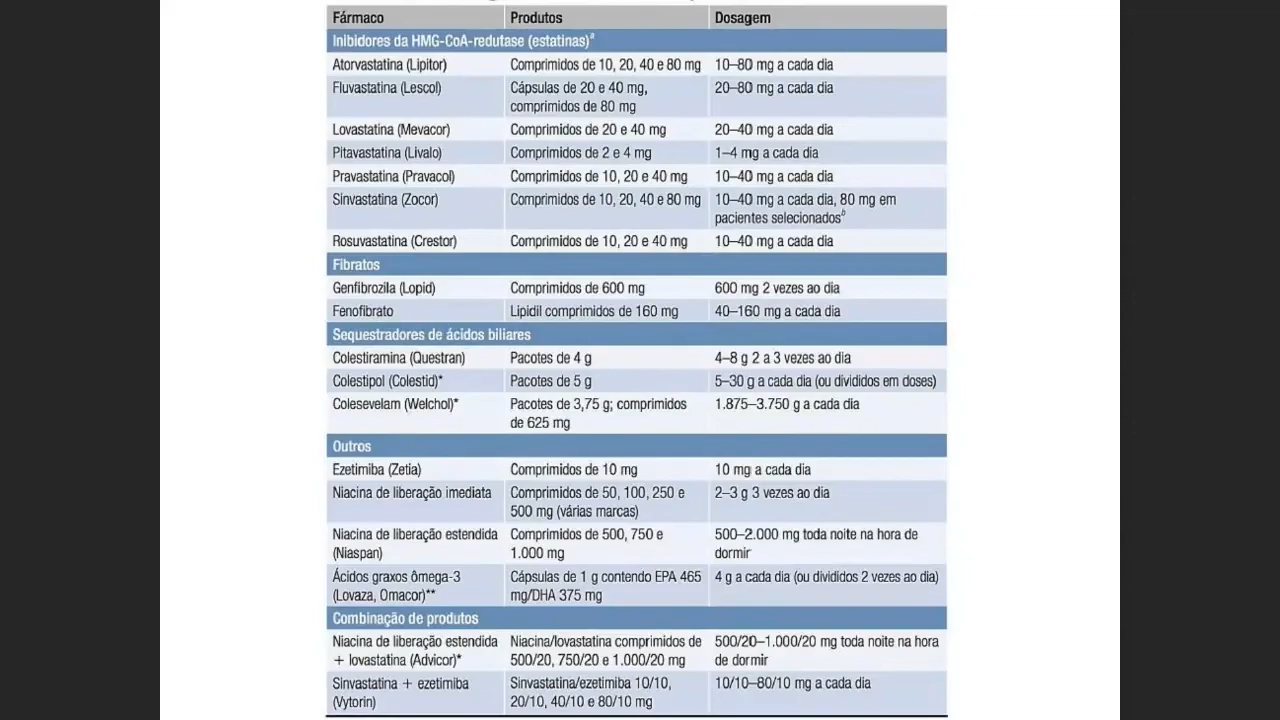 Fármaco Produtos Dosagem
Inibidores da HMG-CoA-redutase (estatinas)a
Atorvastatina (Lipitor) Comprimidos de 10, 20, 40 e 80 mg 10–80 mg a cada dia
Fluvastatina (Lescol) Cápsulas de 20 e 40 mg, 20–80 mg a cada dia
comprimidos de 80 mg
Lovastatina (Mevacor) Comprimidos de 20 e 40 mg 20–40 mg a cada dia
Pitavastatina (Livalo) Comprimidos de 2 e 4 mg 1–4 mg a cada dia
Pravastatina (Pravacol) Comprimidos de 10, 20 e 40 mg 10–40 mg a cada dia
Sinvastatina (Zocor) Comprimidos de 10, 20, 40 e 80 mg 10–40 mg a cada dia, 80 mg em
pacientes selecionadosb
Rosuvastatina (Crestor) Comprimidos de 10, 20 e 40 mg 10–40 mg a cada dia
Fibratos
Genfibrozila (Lopid) Comprimidos de 600 mg 600 mg 2 vezes ao dia
Fenofibrato Lipidil comprimidos de 160 mg 40–160 mg a cada dia
Sequestradores de ácidos biliares
Colestiramina (Questran) Pacotes de 4 g 4–8 g 2 a 3 vezes ao dia
Colestipol (Colestid)* Pacotes de 5 g 5–30 g a cada dia (ou divididos em doses)
Colesevelam (Welchol)* Pacotes de 3,75 g; comprimidos 1.875–3.750 g a cada dia
de 625 mg
Outros
Ezetimiba (Zetia) Comprimidos de 10 mg 10 mg a cada dia
Niacina de liberação imediata Comprimidos de 50, 100, 250 e 2–3 g 3 vezes ao dia
500 mg (várias marcas)
Niacina de liberação estendida Comprimidos de 500, 750 e 500–2.000 mg toda noite na hora de
(Niaspan) 1.000 mg dormir
Ácidos graxos ômega-3 Cápsulas de 1 g contendo EPA 465 4 g a cada dia (ou divididos 2 vezes ao dia)
(Lovaza, Omacor)** mg/DHA 375 mg
Combinação de produtos
Niacina de liberação estendida Niacina/lovastatina comprimidos de 500/20–1.000/20 mg toda noite na hora
+ lovastatina (Advicor)* 500/20, 750/20 e 1.000/20 mg de dormir
Sinvastatina + ezetimiba Sinvastatina/ezetimiba 10/10, 10/10–80/10 mg a cada dia
(Vytorin) 20/10, 40/10 e 80/10 mg